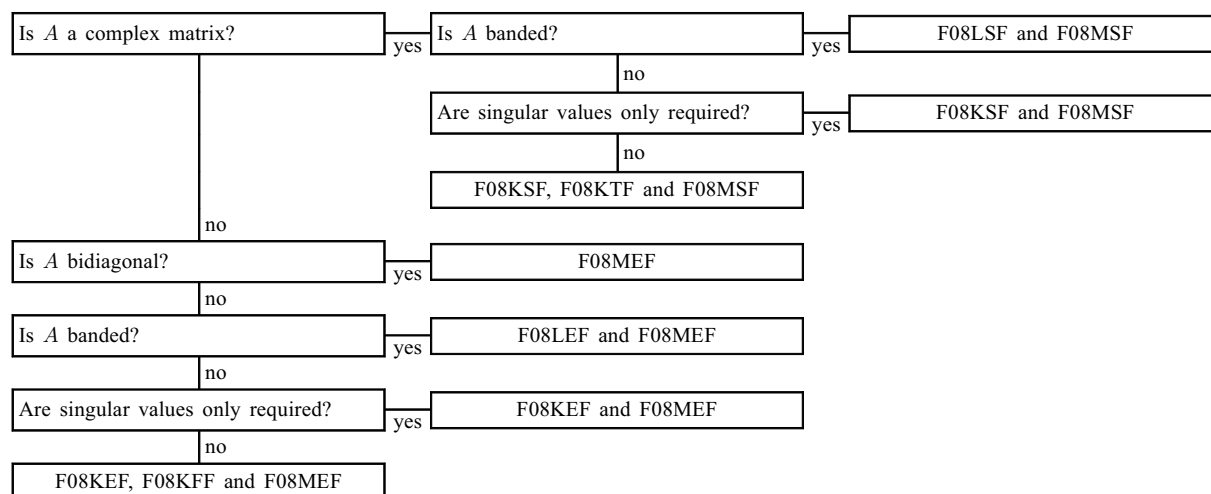 Is A a complex matrix?
yes
Is A banded?
yes
F08LSF and F08MSF
no
Are singular values only required?
yes
F08KSF and F08MSF
no
F08KSF, F08KTF and F08MSF
no
Is A bidiagonal?
yes
F08MEF
no
Is A banded?
yes
F08LEF and F08MEF
no
Are singular values only required?
yes
F08KEF and F08MEF
no
F08KEF, F08KFF and F08MEF